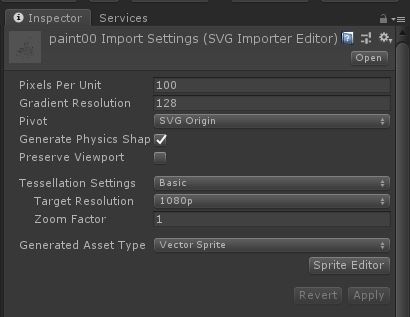 Inspector Services
paint00 Import Settings (SVG Importer Editor)
Open
Pixels Per Unit 100
Gradient Resolution 128
Pivot SVG Origin
Generate Physics Shap
Preserve Viewport
Tessellation Settings Basic
Target Resolution 1080p
Zoom Factor 1
Generated Asset Type Vector Sprite
Sprite Editor
Revert Apply